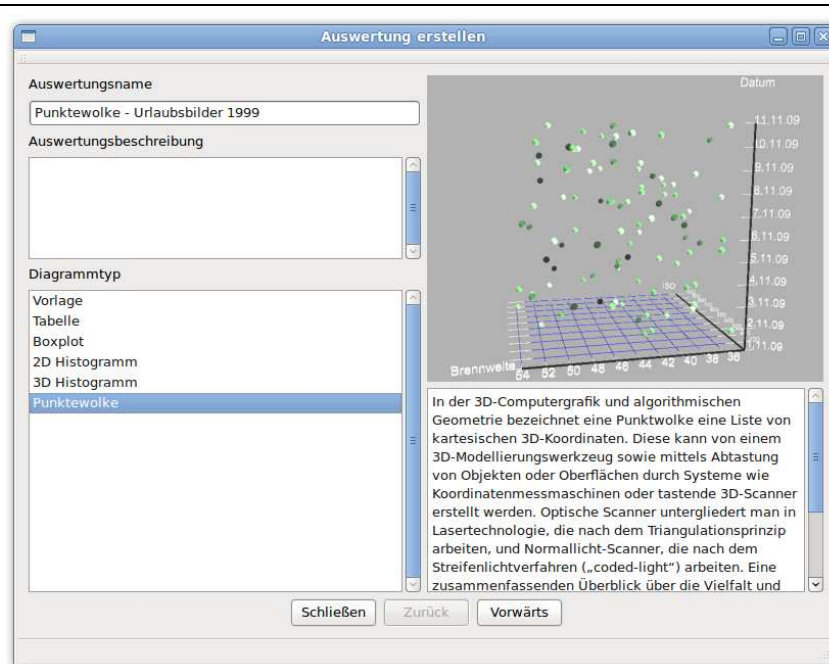 Auswertung erstellen
Auswertungsname
Punktewolke - Urlaubsbilder 1999
Auswertungsbeschreibung
Diagrammtyp
Vorlage
Tabelle
Boxplot
2D Histogramm
3D Histogramm
Punktewolke
Datum
11.11.09
10.11.09
9.11.09
8.11.09
7.11.09
6.11.09
5.11.09
4.11.09
3.11.09
2.11.09
1.11.09
ISO
Brennweite
54 52 50 48 46 44 42 40 38 36
In der 3D-Computergrafik und algorithmischen
Geometrie bezeichnet eine Punktwolke eine Liste von
kartesischen 3D-Koordinaten. Diese kann von einem
3D-Modellierungswerkzeug sowie mittels Abtastung
von Objekten oder Oberflächen durch Systeme wie
Koordinatenmessmaschinen oder tastende 3D-Scanner
erstellt werden. Optische Scanner untergliedert man in
Lasertechnologie, die nach dem Triangulationsprinzip
arbeiten, und Normallicht-Scanner, die nach dem
Streifenlichtverfahren („coded-light“) arbeiten. Eine
zusammenfassenden Überblick über die Vielfalt und
Schließen
Zurück
Vorwärts